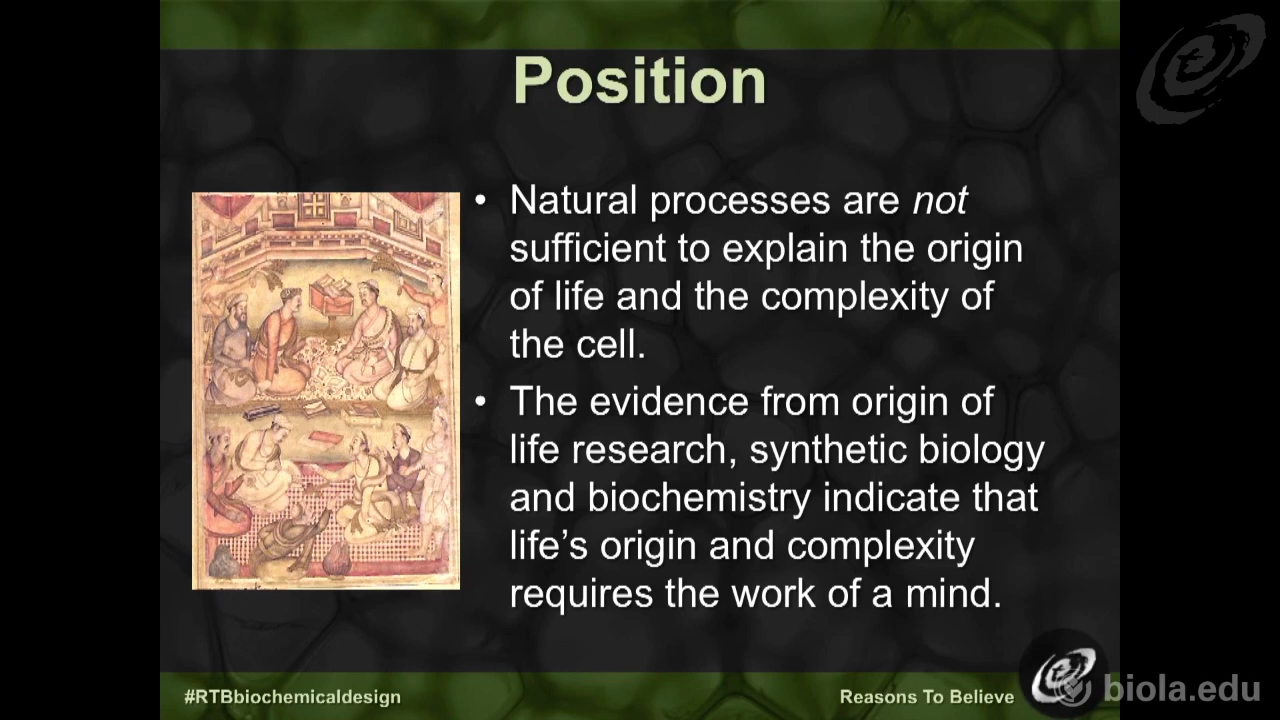 Position
• Natural processes are not
sufficient to explain the origin
of life and the complexity of
the cell.
• The evidence from origin of
life research, synthetic biology
and biochemistry indicate that
life's origin and complexity
requires the work of a mind.
#RTBbiochemicaldesign
Reasons To Believe
biola.edu